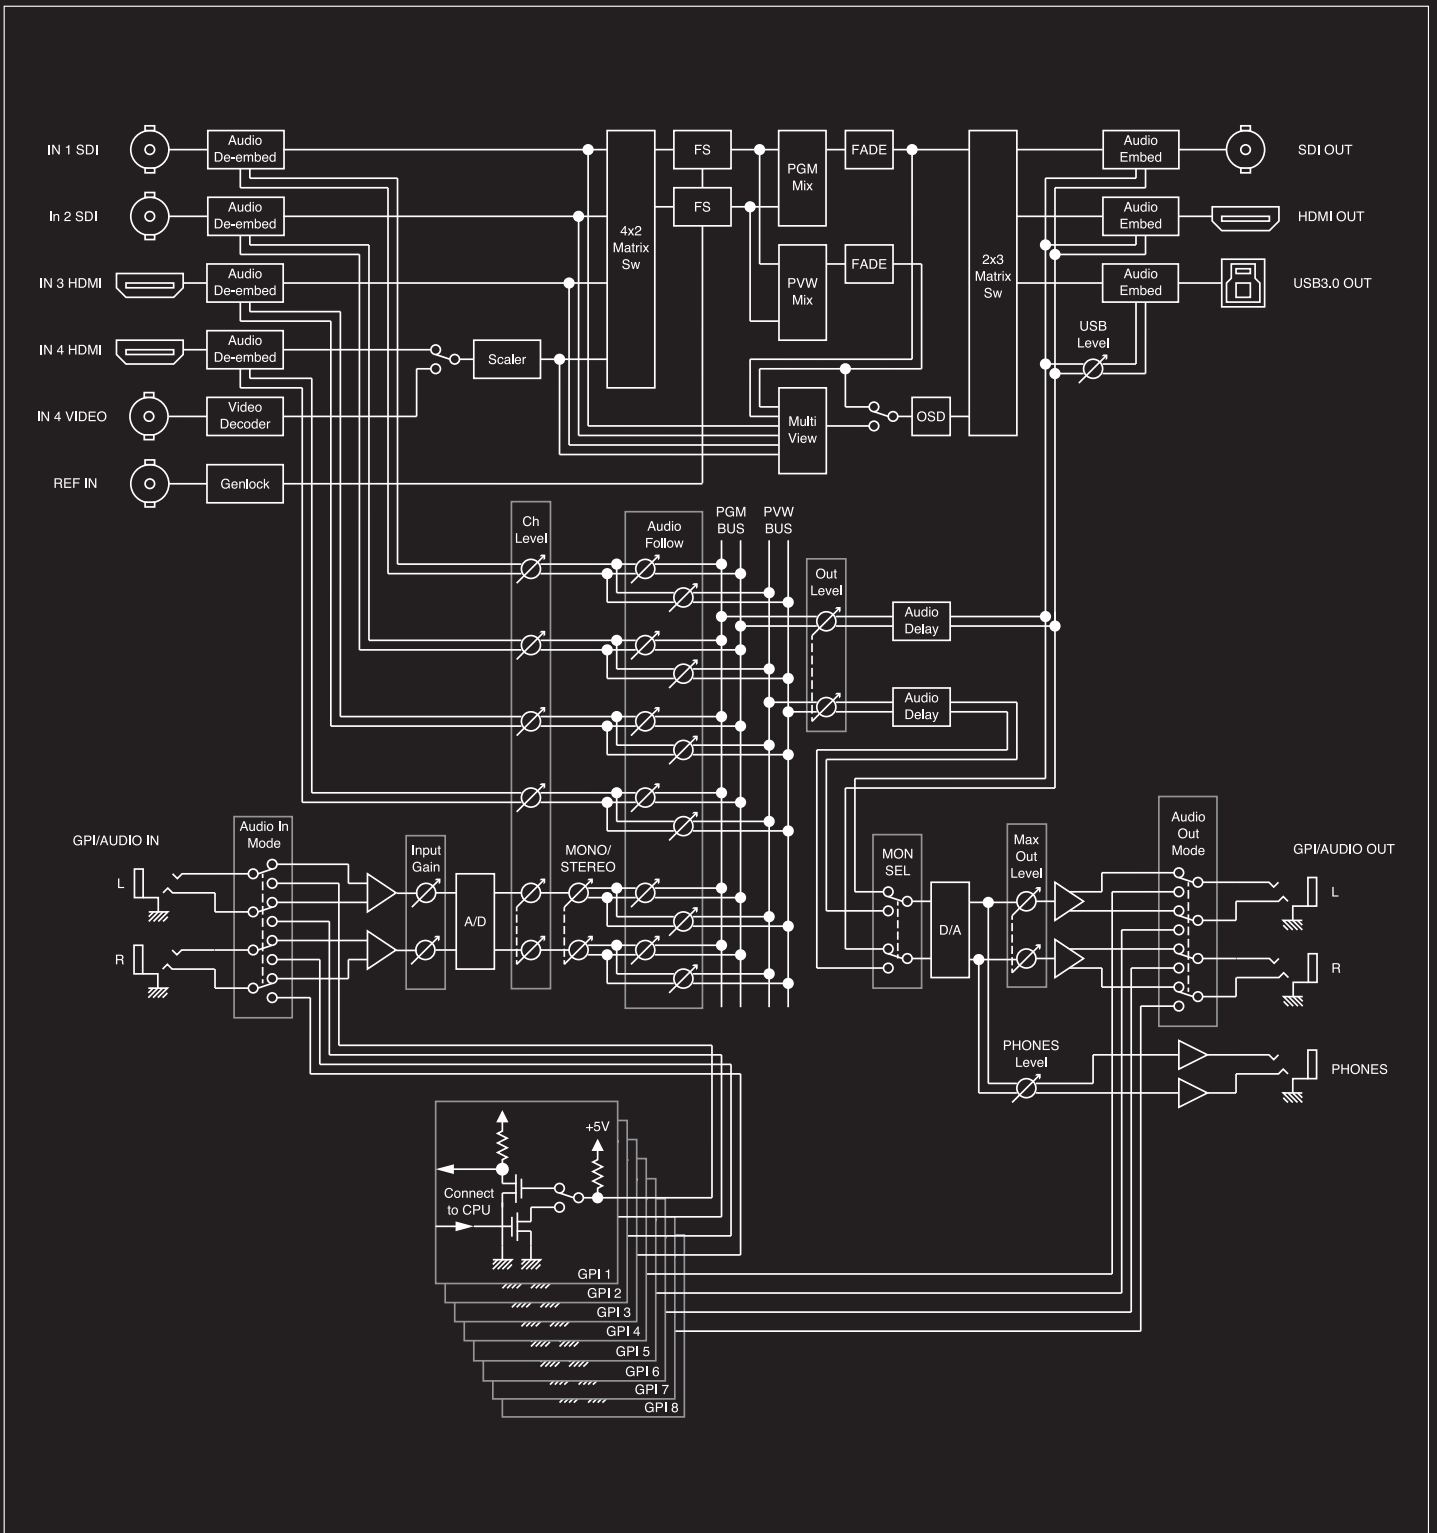 IN 1 SDI
Audio
De-embed
FS
PGM
Mix
FADE
Audio
Embed
SDI OUT
In 2 SDI
Audio
De-embed
FS
4x2
Matrix
Sw
Audio
Embed
HDMI OUT
IN 3 HDMI
Audio
De-embed
PVW
Mix
FADE
2x3
Matrix
Sw
Audio
Embed
USB3.0 OUT
USB
Level
IN 4 HDMI
Audio
De-embed
Scaler
IN 4 VIDEO
Video
Decoder
Multi
View
OSD
REF IN
Genlock
Ch
Level
Audio
Follow
PGM
BUS
PVW
BUS
Out
Level
Audio
Delay
Audio
Delay
GPI/AUDIO IN
L
R
Audio In
Mode
Input
Gain
A/D
MONO/
STEREO
MON
SEL
D/A
Max
Out
Level
Audio
Out
Mode
GPI/AUDIO OUT
L
R
PHONES
Level
PHONES
+5V
Connect
to CPU
GPI 1
GPI 2
GPI 3
GPI 4
GPI 5
GPI 6
GPI 7
GPI 8